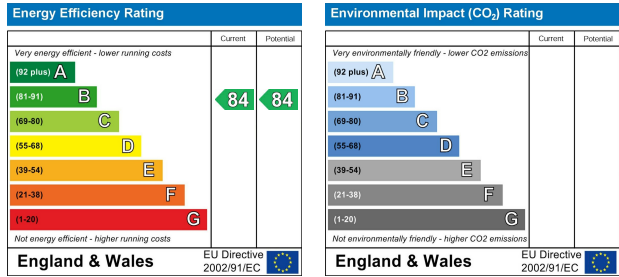 Energy Efficiency Rating
Current Potential
Very energy efficient - lower running costs
(92 plus) A
(81-91) B 84 84
(69-80) C
(55-68) D
(39-54) E
(21-38) F
(1-20) G
Not energy efficient - higher running costs
England & Wales
EU Directive
2002/91/EC
Environmental Impact (CO2) Rating
Current Potential
Very environmentally friendly - lower CO2 emissions
(92 plus) A
(81-91) B
(69-80) C
(55-68) D
(39-54) E
(21-38) F
(1-20) G
Not environmentally friendly - higher CO2 emissions
England & Wales
EU Directive
2002/91/EC